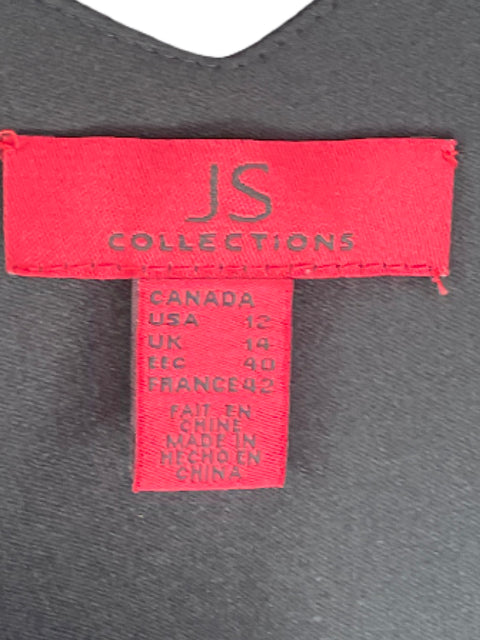 JS
COLLECTIONS
CANADA
USA 12
UK 14
EEC 40
FRANCE 42
FAIT EN
CHINE
MADE IN
HECHO EN
CHINA